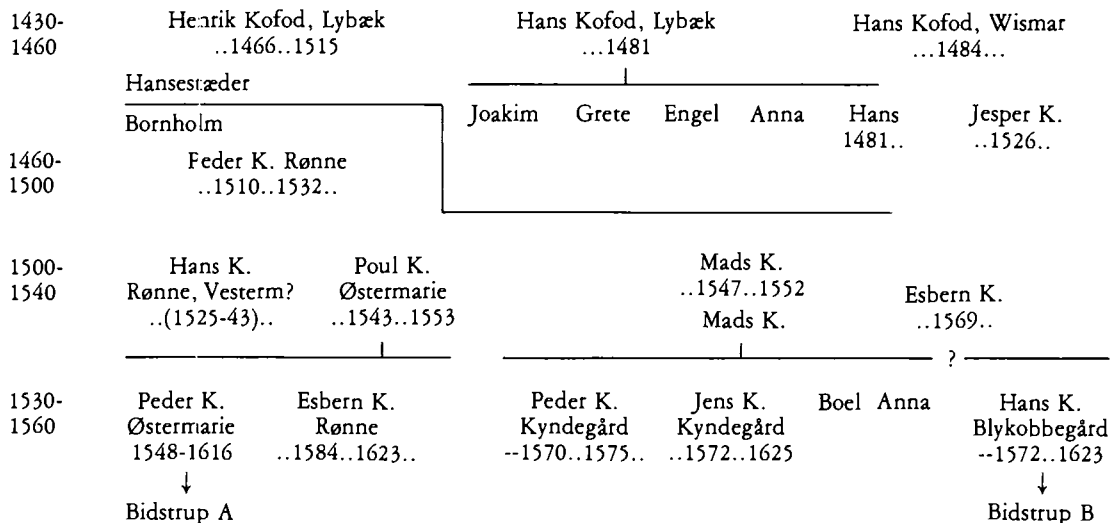 1430- Henrik Kofod, Lybæk Hans Kofod, Lybæk Hans Kofod, Wismar
1460 ..1466..1515 ...1481 ...1484...
Hansestæder
Bornholm Joakim Grete Engel Anna Hans Jesper K.
1481.. ..1526..
1460- Peder K. Rønne
1500 ..1510..1532..
1500- Hans K. Poul K. Mads K.
1540 Rønne, Vesterm? Østermarie ..1547..1552 Esbern K.
..(1525-43).. ..1543..1553 Mads K. ..1569..
?
1530- Peder K. Esbern K. Peder K. Jens K. Boel Anna Hans K.
1560 Østermarie Rønne Kyndegård Kyndegård Blykobbegård
1548-1616 ..1584..1623.. --1570..1575.. ..1572..1625 --1572..1623
↓ ↓
Bidstrup A Bidstrup B